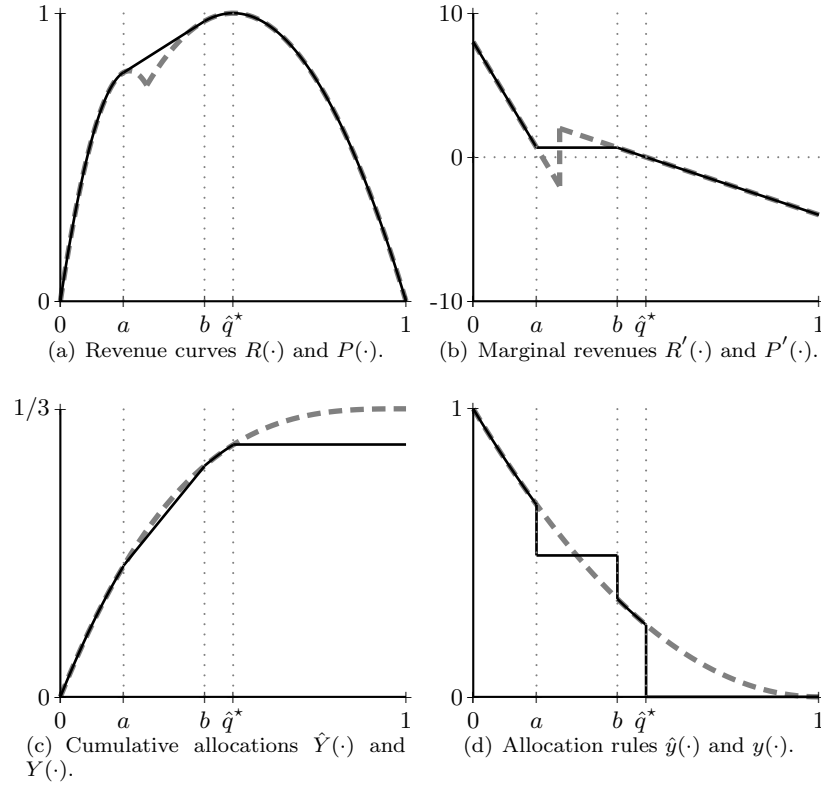 1
0
0 a b q̂⋆ 1
(a) Revenue curves R(·) and P(·).
10
0
-10
0 a b q̂⋆ 1
(b) Marginal revenues R′(·) and P′(·).
1/3
0
0 a b q̂⋆ 1
(c) Cumulative allocations Ŷ(·) and
Y(·).
1
0
0 a b q̂⋆ 1
(d) Allocation rules ŷ(·) and y(·).